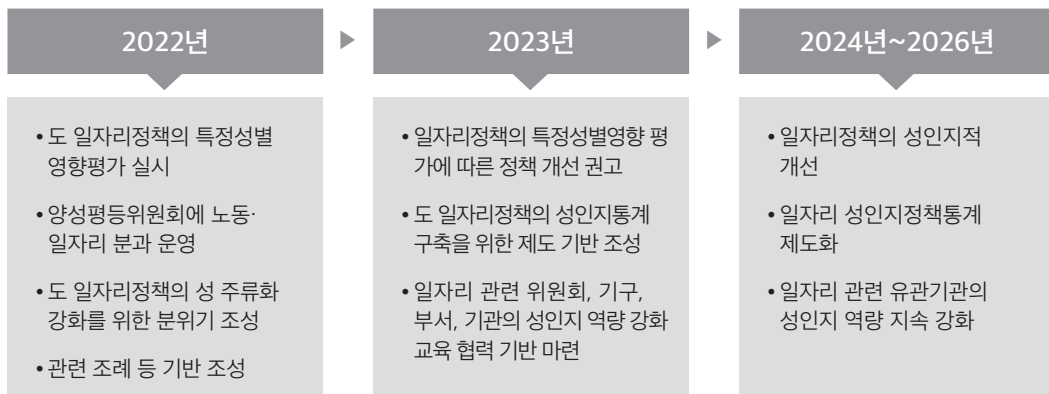 2022년
• 도 일자리정책의 특정성별
영향평가 실시
• 양성평등위원회에 노동·
일자리 분과 운영
• 도 일자리정책의 성 주류화
강화를 위한 분위기 조성
• 관련 조례 등 기반 조성
2023년
• 일자리정책의 특정성별영향 평
가에 따른 정책 개선 권고
• 도 일자리정책의 성인지통계
구축을 위한 제도 기반 조성
• 일자리 관련 위원회, 기구,
부서, 기관의 성인지 역량 강화
교육 협력 기반 마련
2024년~2026년
• 일자리정책의 성인지적
개선
• 일자리 성인지정책통계
제도화
• 일자리 관련 유관기관의
성인지 역량 지속 강화